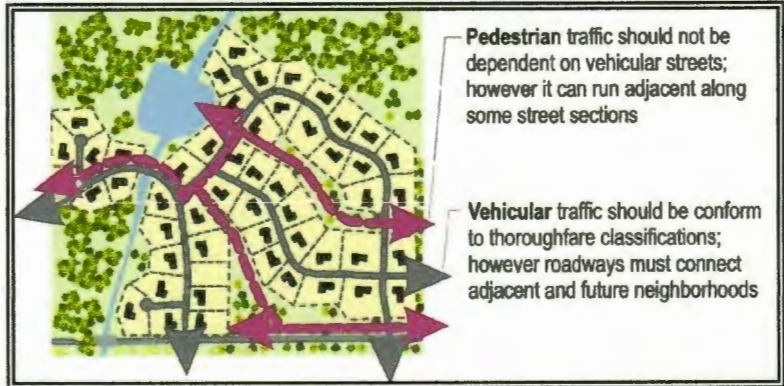 Pedestrian traffic should not be
dependent on vehicular streets;
however it can run adjacent along
some street sections
Vehicular traffic should be conform
to thoroughfare classifications;
however roadways must connect
adjacent and future neighborhoods